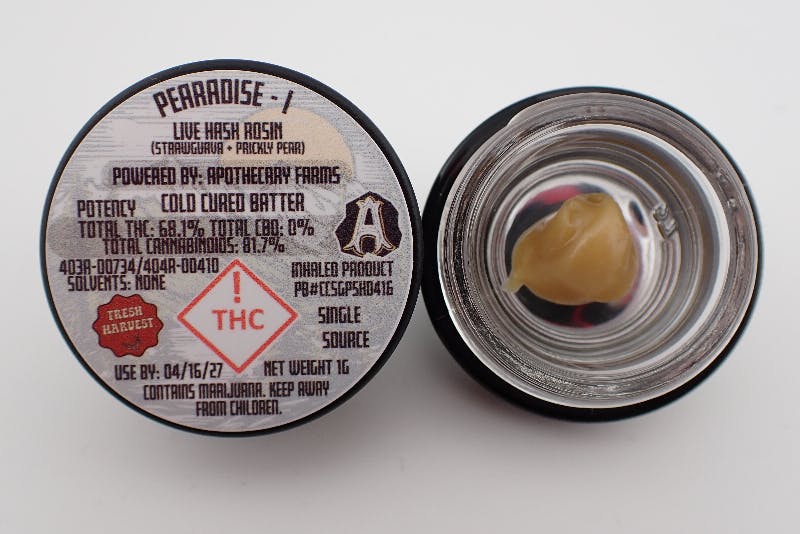 PEARRADISE - I
LIVE HASH ROSIN
(STRAWGUAVA + PRICKLY PEAR)
POWERED BY: APOTHECARY FARMS
COLD CURED BATTER
POTENCY
TOTAL THC: 68.1% TOTAL CBD: 0%
TOTAL CANNABINOIDS: 81.7%
A
403R-00734/404R-00410
SOLVENTS: NONE
INHALED PRODUCT
PB#CCSGPSHD416
!
THC
FRESH
HARVEST
SINGLE
SOURCE
USE BY: 04/16/27
NET WEIGHT 1G
CONTAINS MARIJUANA. KEEP AWAY
FROM CHILDREN.